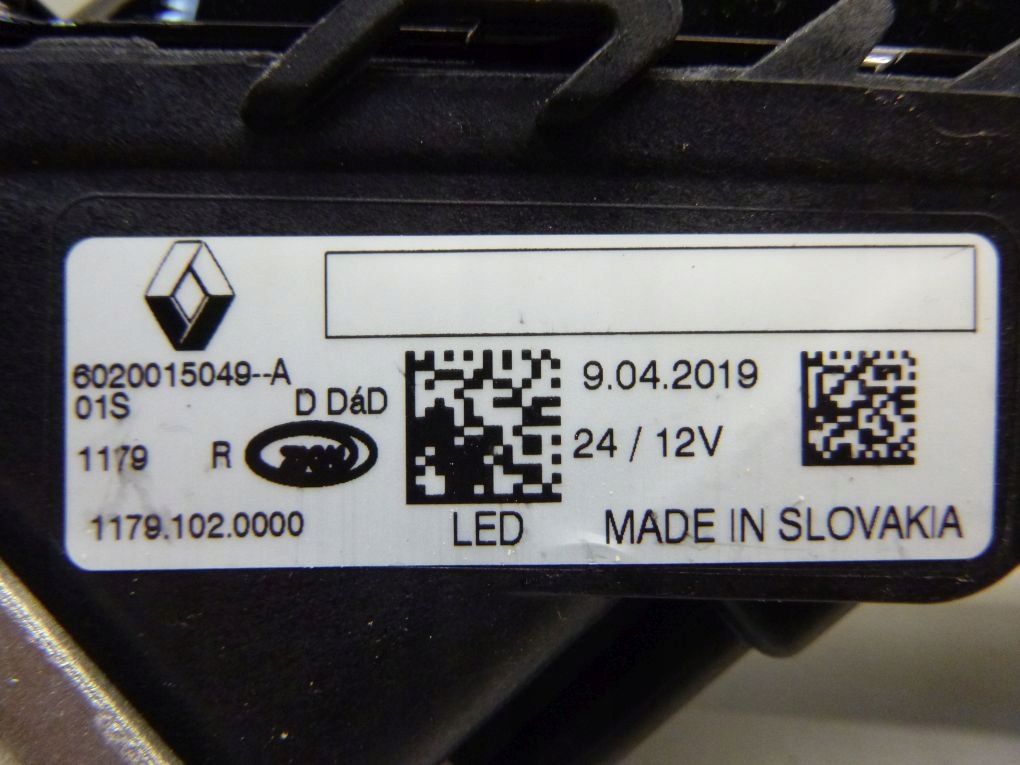 6020015049--A
01S D DáD
1179 R
1179.102.0000
LED
9.04.2019
24 / 12V
MADE IN SLOVAKIA